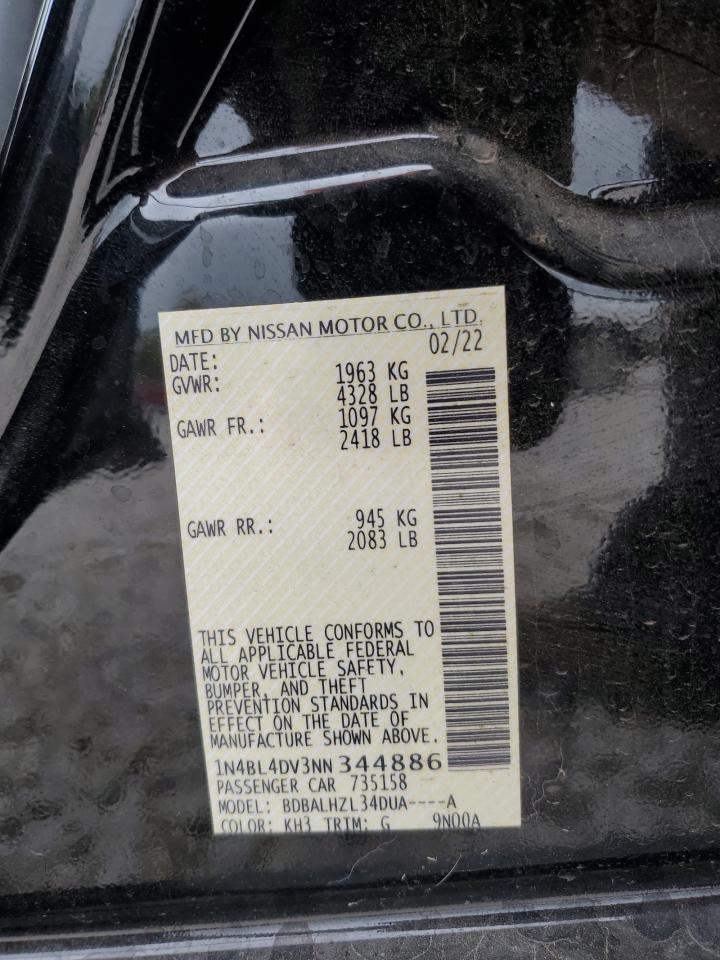 MFD BY NISSAN MOTOR CO., LTD.
DATE: 02/22
GVWR: 1963 KG
4328 LB
GAWR FR.: 1097 KG
2418 LB
GAWR RR.: 945 KG
2083 LB
THIS VEHICLE CONFORMS TO
ALL APPLICABLE FEDERAL
MOTOR VEHICLE SAFETY,
BUMPER, AND THEFT
PREVENTION STANDARDS IN
EFFECT ON THE DATE OF
MANUFACTURE SHOWN ABOVE.
1N4BL4DV3NN344886
PASSENGER CAR 735158
MODEL: BDBALHZL34DUA----A
COLOR: KH3 TRIM: G 9N00A